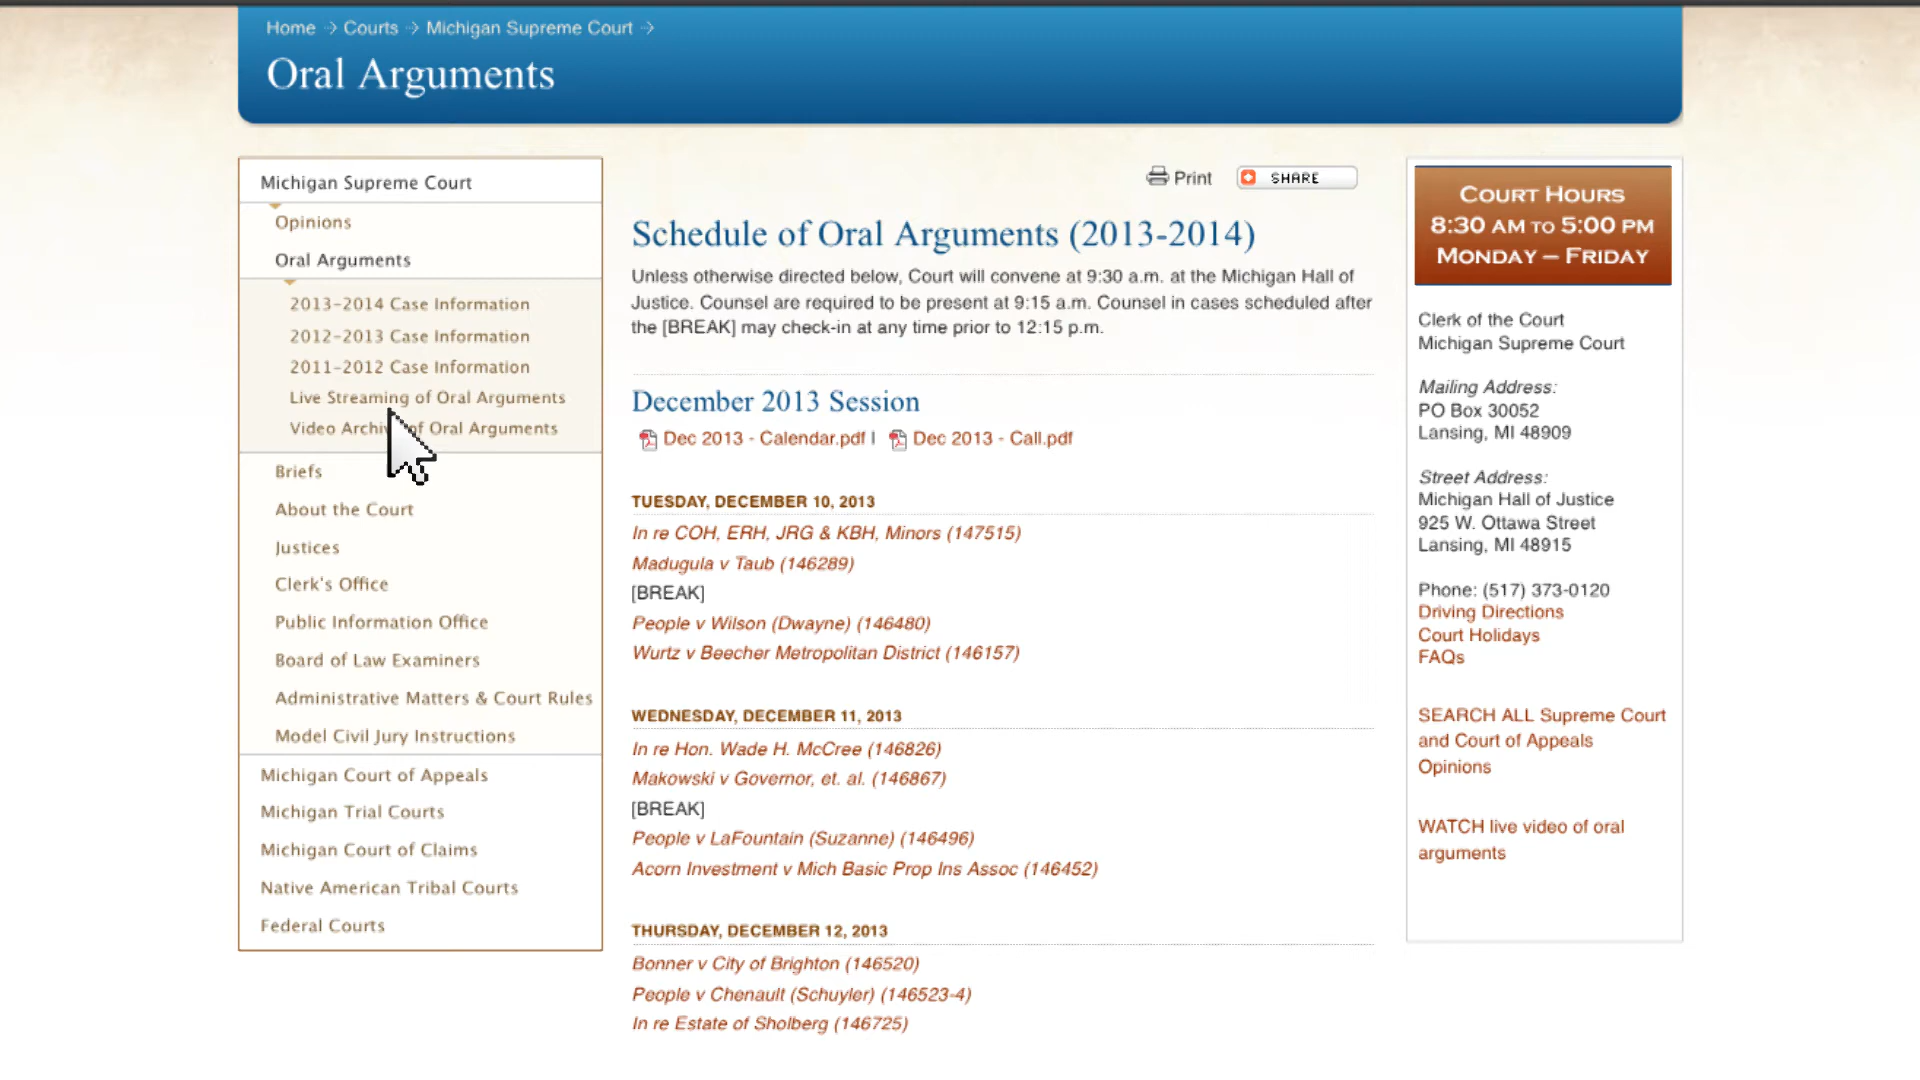 Home → Courts → Michigan Supreme Court →
Oral Arguments
Michigan Supreme Court
Opinions
Oral Arguments
2013-2014 Case Information
2012-2013 Case Information
2011-2012 Case Information
Live Streaming of Oral Arguments
Video Archive of Oral Arguments
Briefs
About the Court
Justices
Clerk's Office
Public Information Office
Board of Law Examiners
Administrative Matters & Court Rules
Model Civil Jury Instructions
Michigan Court of Appeals
Michigan Trial Courts
Michigan Court of Claims
Native American Tribal Courts
Federal Courts
Print SHARE
Schedule of Oral Arguments (2013-2014)
Unless otherwise directed below, Court will convene at 9:30 a.m. at the Michigan Hall of
Justice. Counsel are required to be present at 9:15 a.m. Counsel in cases scheduled after
the [BREAK] may check-in at any time prior to 12:15 p.m.
December 2013 Session
Dec 2013 - Calendar.pdf | Dec 2013 - Call.pdf
TUESDAY, DECEMBER 10, 2013
In re COH, ERH, JRG & KBH, Minors (147515)
Madugula v Taub (146289)
[BREAK]
People v Wilson (Dwayne) (146480)
Wurtz v Beecher Metropolitan District (146157)
WEDNESDAY, DECEMBER 11, 2013
In re Hon. Wade H. McCree (146826)
Makowski v Governor, et. al. (146867)
[BREAK]
People v LaFountain (Suzanne) (146496)
Acorn Investment v Mich Basic Prop Ins Assoc (146452)
THURSDAY, DECEMBER 12, 2013
Bonner v City of Brighton (146520)
People v Chenault (Schuyler) (146523-4)
In re Estate of Sholberg (146725)
COURT HOURS
8:30 AM TO 5:00 PM
MONDAY – FRIDAY
Clerk of the Court
Michigan Supreme Court
Mailing Address:
PO Box 30052
Lansing, MI 48909
Street Address:
Michigan Hall of Justice
925 W. Ottawa Street
Lansing, MI 48915
Phone: (517) 373-0120
Driving Directions
Court Holidays
FAQs
SEARCH ALL Supreme Court
and Court of Appeals
Opinions
WATCH live video of oral
arguments